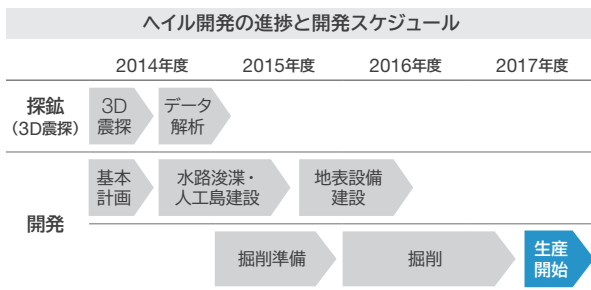 ヘイル開発の進捗と開発スケジュール
2014年度 2015年度 2016年度 2017年度
探鉱
（3D震探）
3D
震探
データ
解析
開発
基本
計画
水路浚渫・
人工島建設
地表設備
建設
掘削準備
掘削
生産
開始